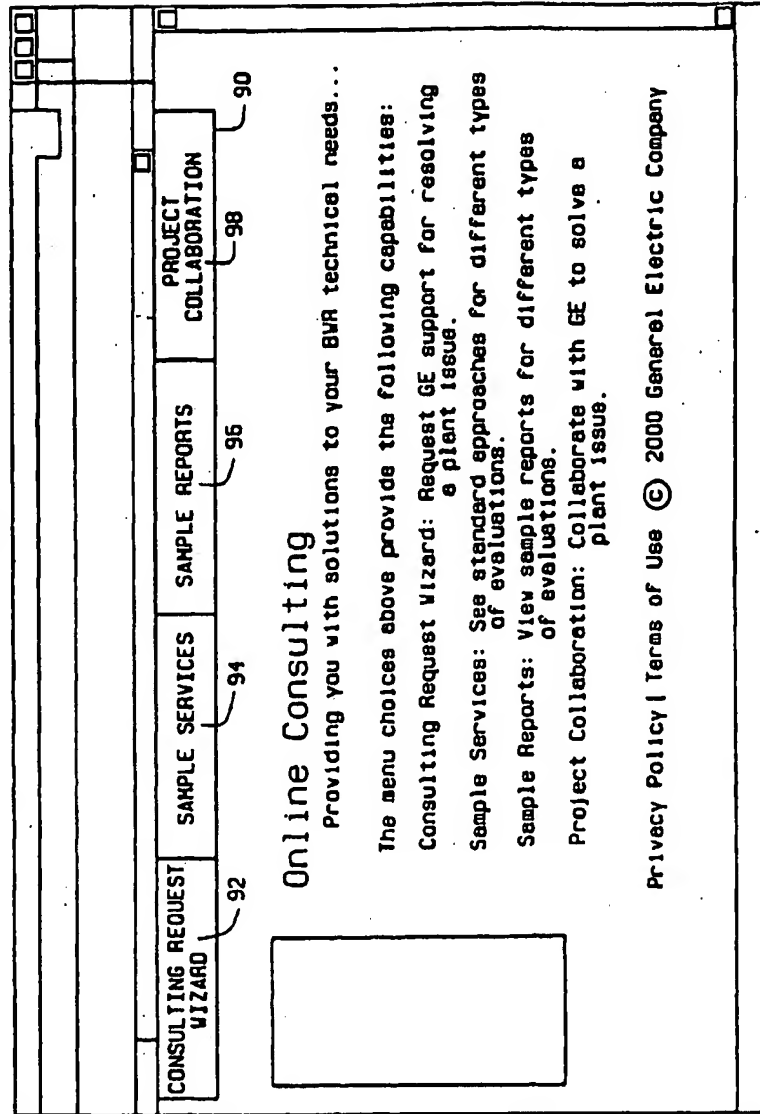 CONSULTING REQUEST
WIZARD
92
SAMPLE SERVICES
94
SAMPLE REPORTS
96
PROJECT
COLLABORATION
98
90
Online Consulting
Providing you with solutions to your BWR technical needs...
The menu choices above provide the following capabilities:
Consulting Request Wizard: Request GE support for resolving
a plant issue.
Sample Services: See standard approaches for different types
of evaluations.
Sample Reports: View sample reports for different types
of evaluations.
Project Collaboration: Collaborate with GE to solve a
plant issue.
Privacy Policy | Terms of Use © 2000 General Electric Company